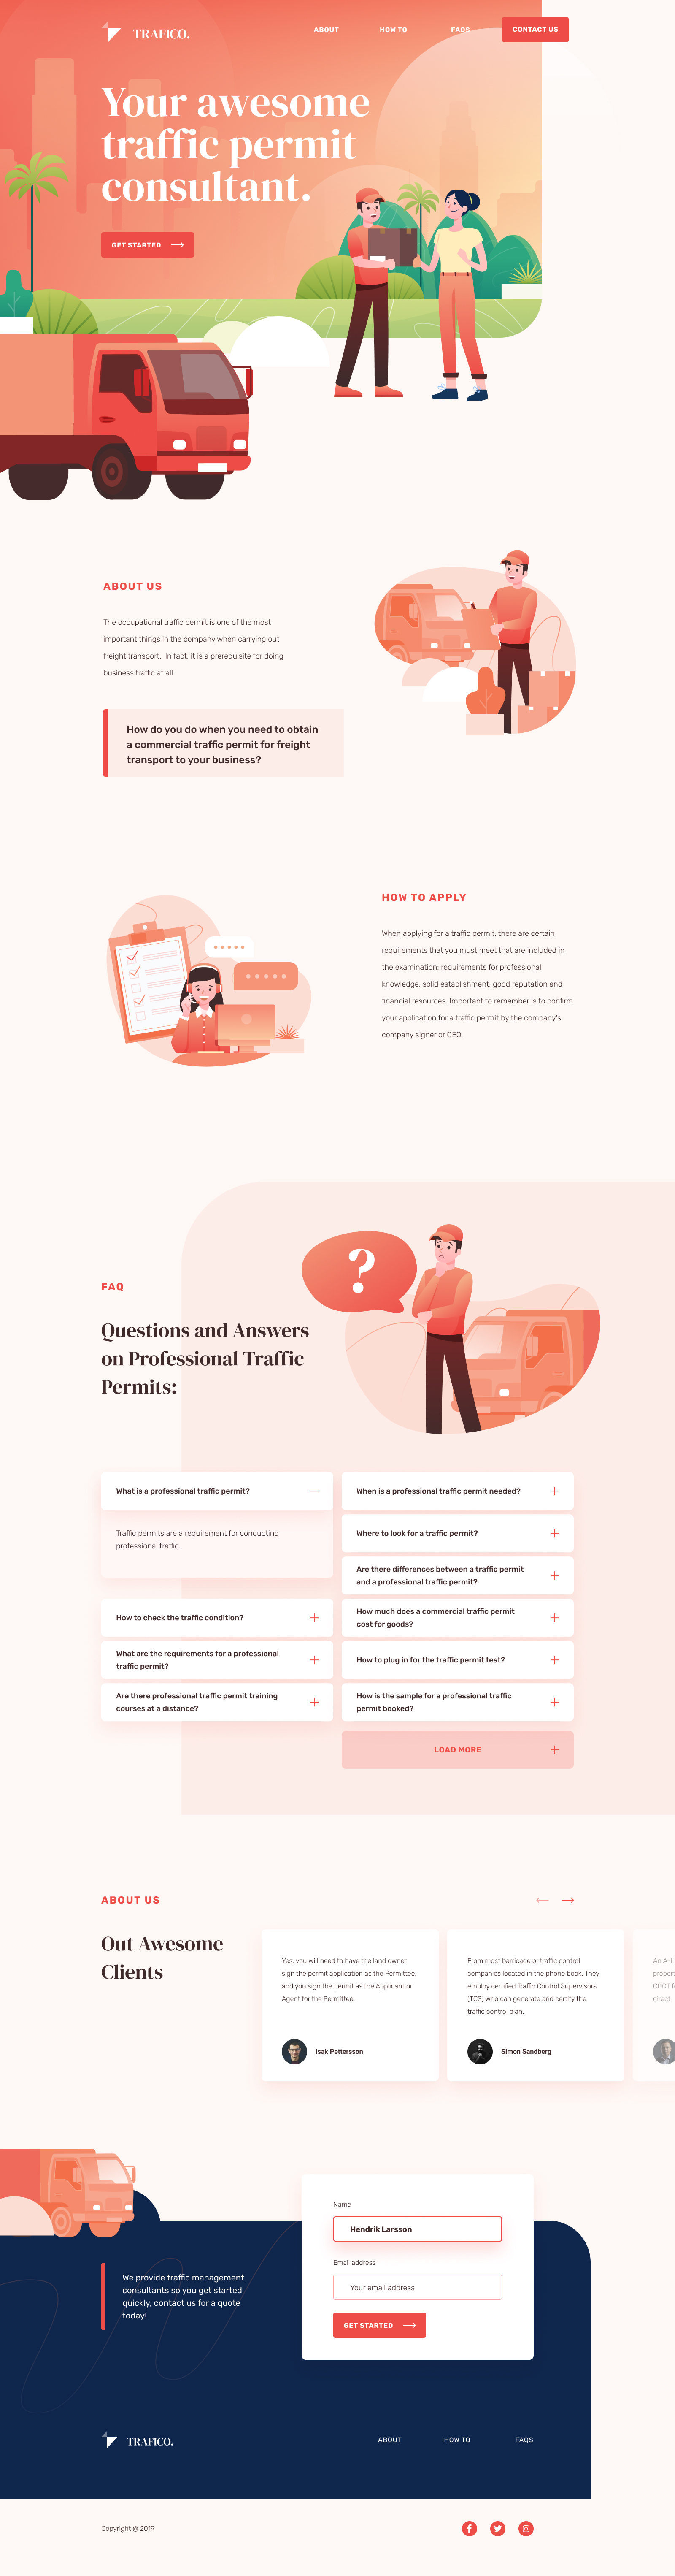 TRAFICO.
ABOUT
HOW TO
FAQS
CONTACT US
Your awesome
traffic permit
consultant.
GET STARTED
ABOUT US
The occupational traffic permit is one of the most
important things in the company when carrying out
freight transport. In fact, it is a prerequisite for doing
business traffic at all.
How do you do when you need to obtain
a commercial traffic permit for freight
transport to your business?
HOW TO APPLY
When applying for a traffic permit, there are certain
requirements that you must meet that are included in
the examination: requirements for professional
knowledge, solid establishment, good reputation and
financial resources. Important to remember is to confirm
your application for a traffic permit by the company's
company signer or CEO.
?
FAQ
Questions and Answers
on Professional Traffic
Permits:
What is a professional traffic permit?
Traffic permits are a requirement for conducting
professional traffic.
How to check the traffic condition?
What are the requirements for a professional
traffic permit?
Are there professional traffic permit training
courses at a distance?
When is a professional traffic permit needed?
Where to look for a traffic permit?
Are there differences between a traffic permit
and a professional traffic permit?
How much does a commercial traffic permit
cost for goods?
How to plug in for the traffic permit test?
How is the sample for a professional traffic
permit booked?
LOAD MORE
ABOUT US
Out Awesome
Clients
Yes, you will need to have the land owner
sign the permit application as the Permittee,
and you sign the permit as the Applicant or
Agent for the Permittee.
Isak Pettersson
From most barricade or traffic control
companies located in the phone book. They
employ certified Traffic Control Supervisors
(TCS) who can generate and certify the
traffic control plan.
Simon Sandberg
An A-Li
propert
CDOT f
direct
We provide traffic management
consultants so you get started
quickly, contact us for a quote
today!
Name
Hendrik Larsson
Email address
Your email address
GET STARTED
TRAFICO.
ABOUT
HOW TO
FAQS
Copyright @ 2019